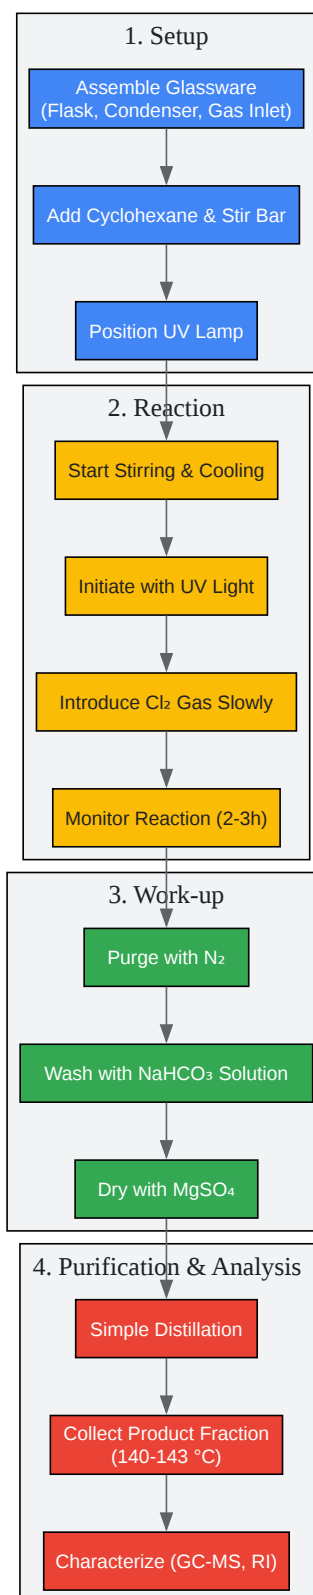 1. Setup
Assemble Glassware
(Flask, Condenser, Gas Inlet)
Add Cyclohexane & Stir Bar
Position UV Lamp
2. Reaction
Start Stirring & Cooling
Initiate with UV Light
Introduce Cl₂ Gas Slowly
Monitor Reaction (2-3h)
3. Work-up
Purge with N₂
Wash with NaHCO₃ Solution
Dry with MgSO₄
4. Purification & Analysis
Simple Distillation
Collect Product Fraction
(140-143 °C)
Characterize (GC-MS, RI)